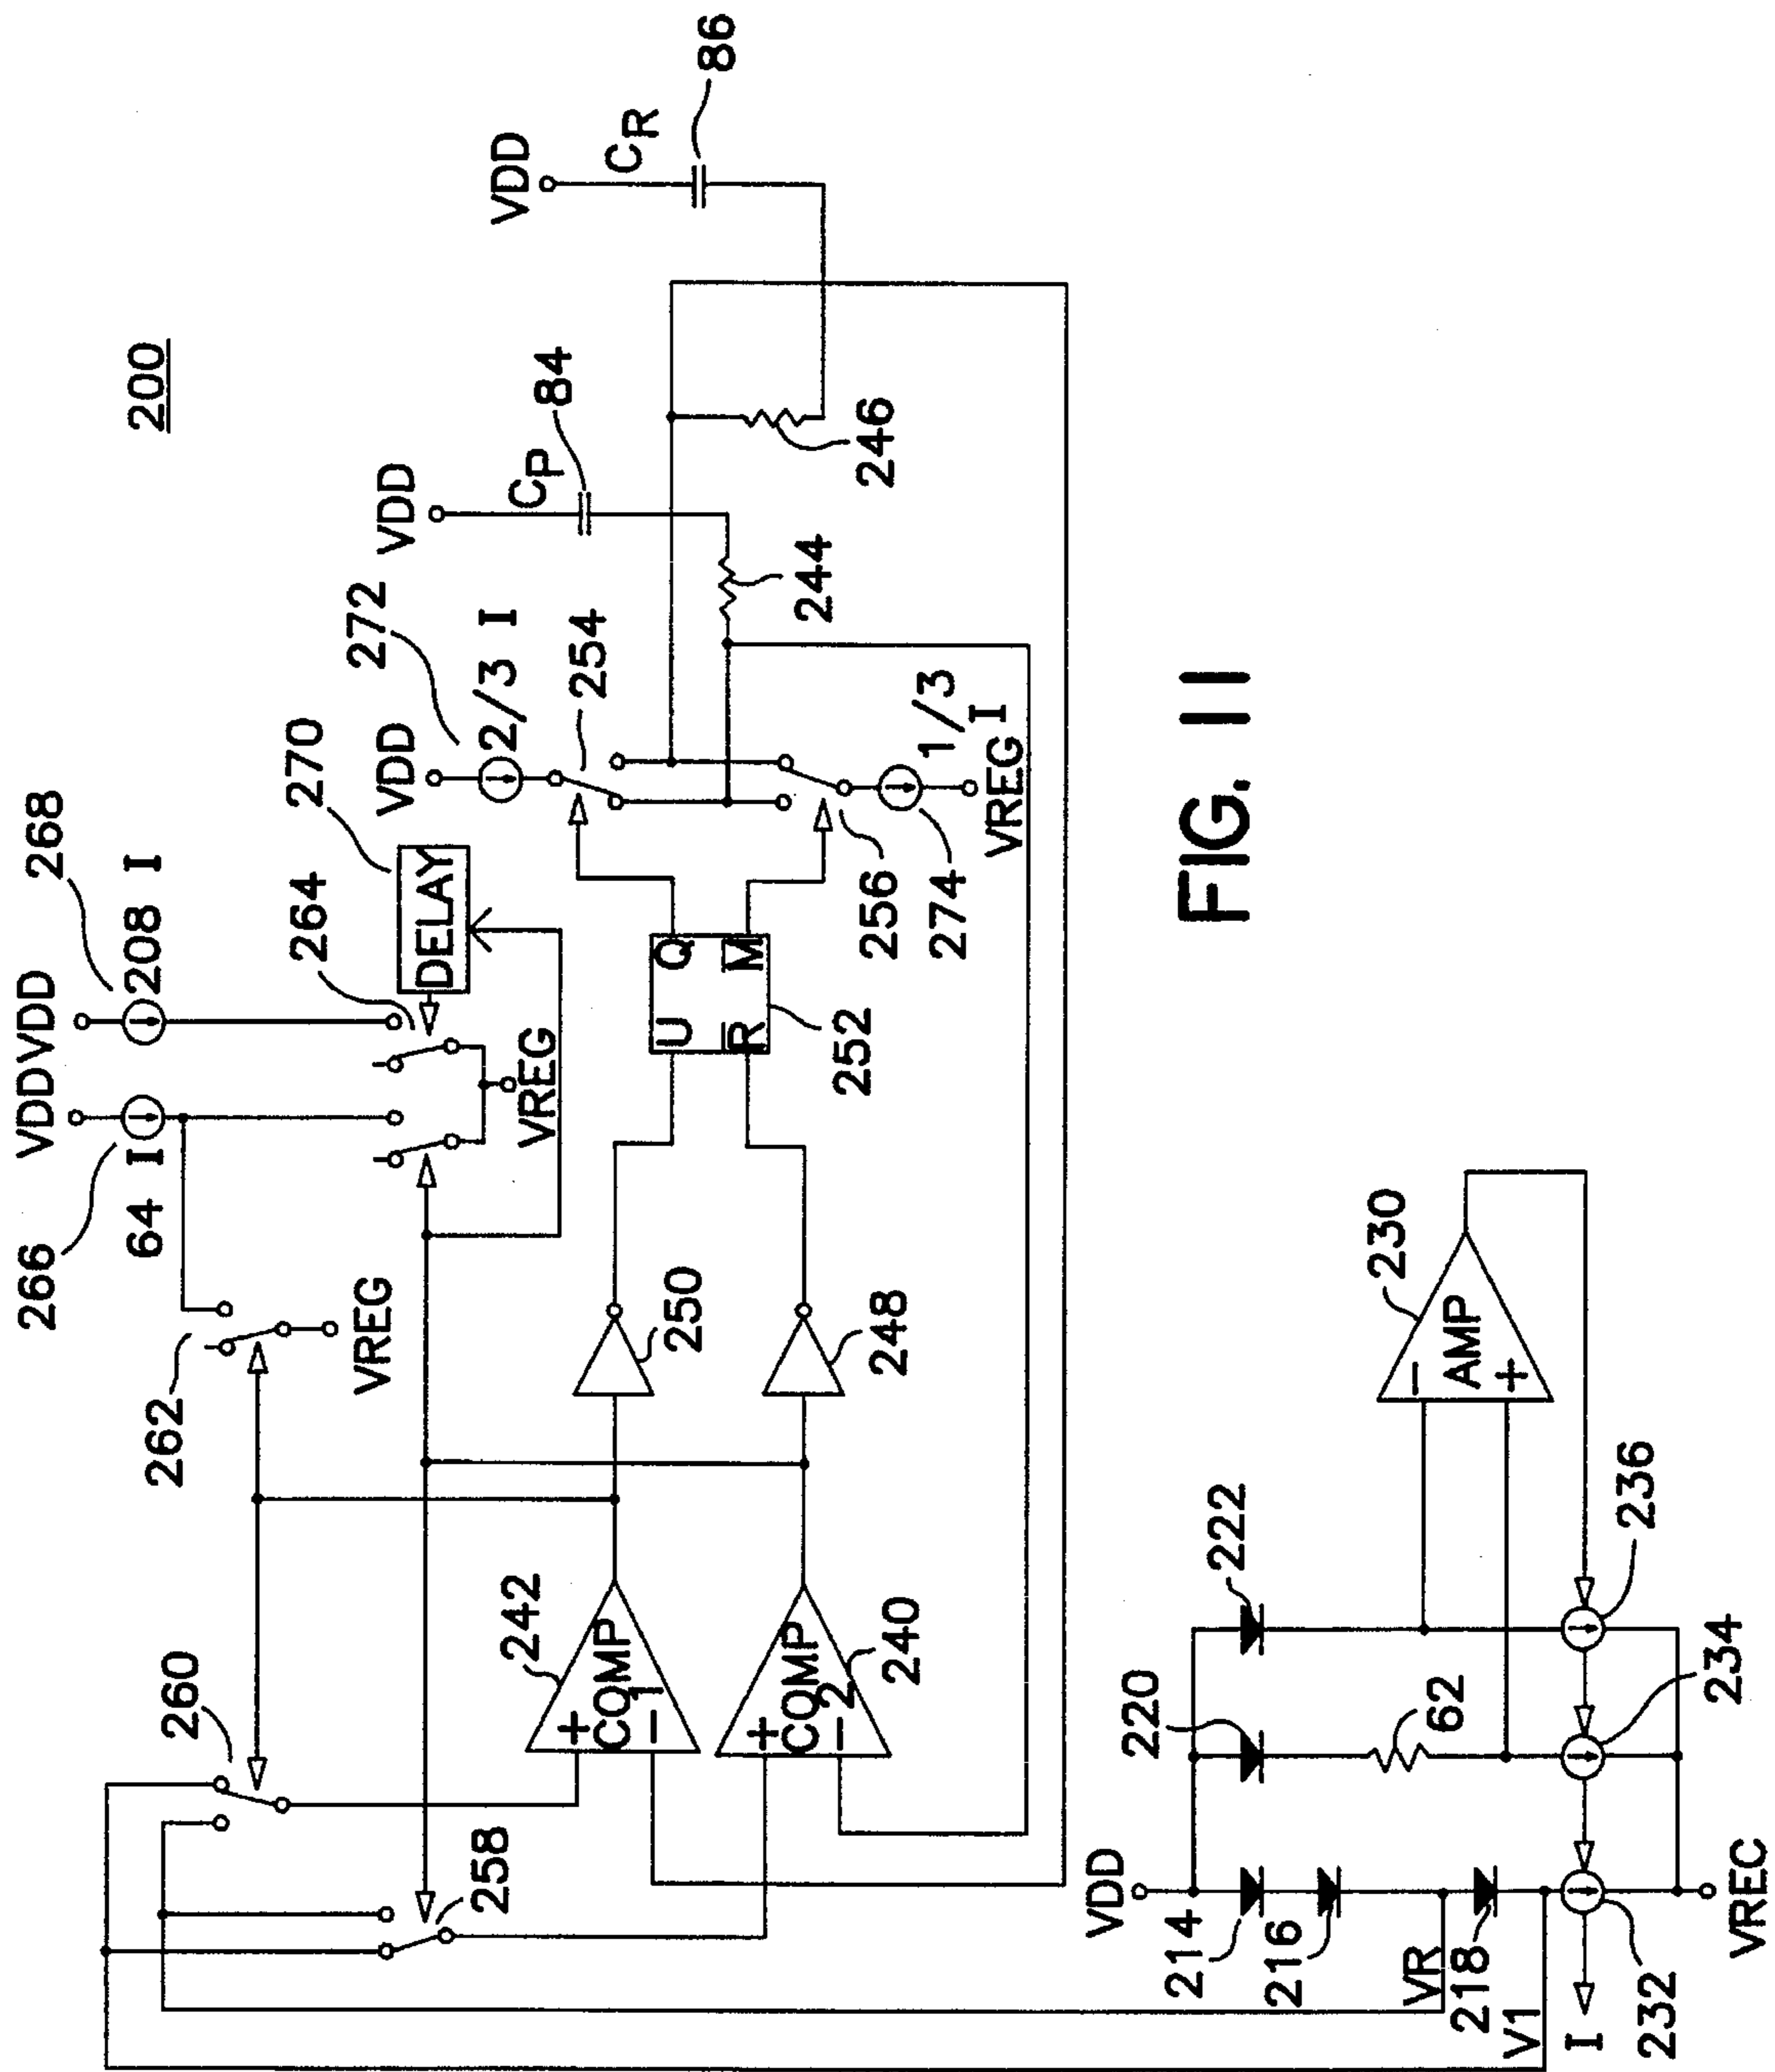 200
268
VDD
VDD
266
208 I
64 I
270
272
VDD
VDD
VDD
262
264
DELAY
2/3 I
CP
84
CR
86
VREG
VREG
254
260
250
U
Q
R
M
244
246
242
252
256
1/3 I
274
VREG
258
+
COMP
1
−
248
+
COMP
2
−
240
VDD
220
222
230
FIG. 11
214
216
62
−
AMP
+
VR
218
V1
I
232
234
236
VREC